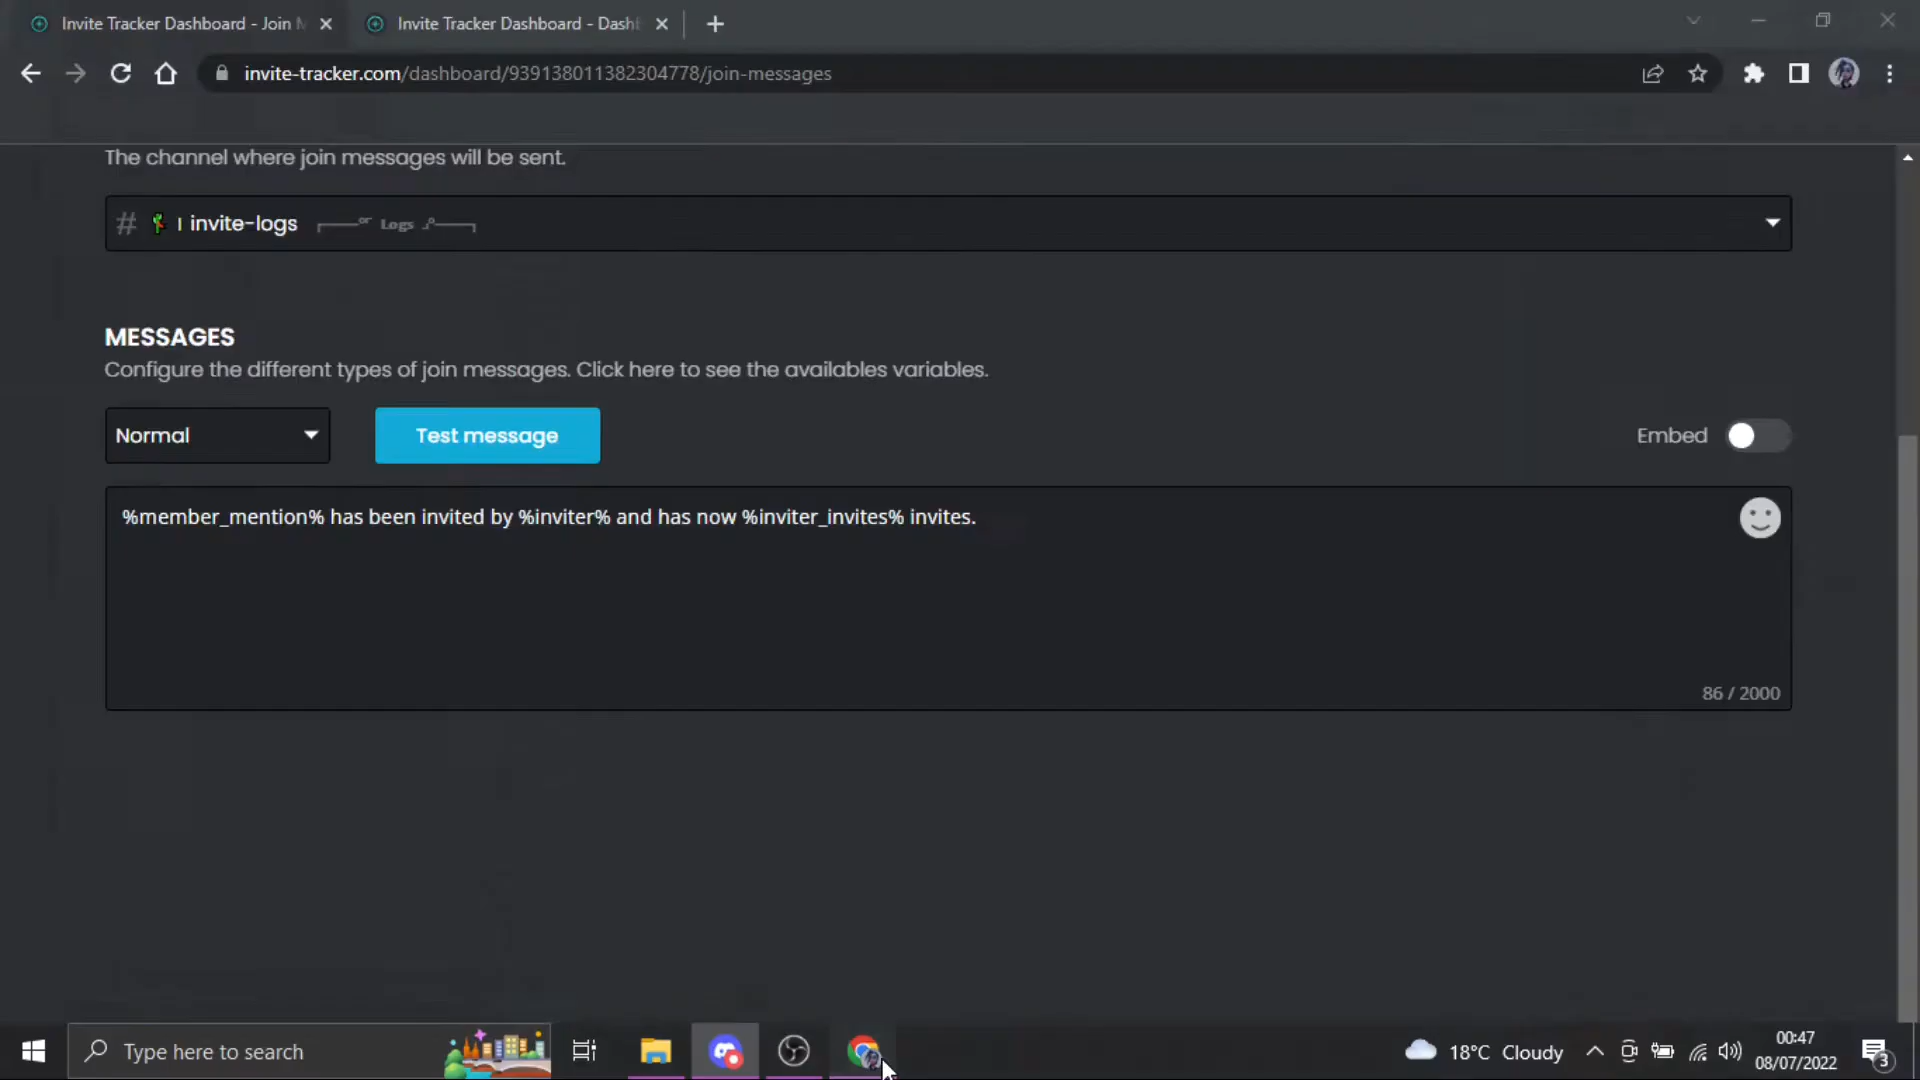 Invite Tracker Dashboard - Join M
Invite Tracker Dashboard - Dashb
invite-tracker.com/dashboard/939138011382304778/join-messages
The channel where join messages will be sent.
# I invite-logs Logs
MESSAGES
Configure the different types of join messages. Click here to see the availables variables.
Normal
Test message
Embed
%member_mention% has been invited by %inviter% and has now %inviter_invites% invites.
86 / 2000
Type here to search
18°C Cloudy
00:47
08/07/2022
3